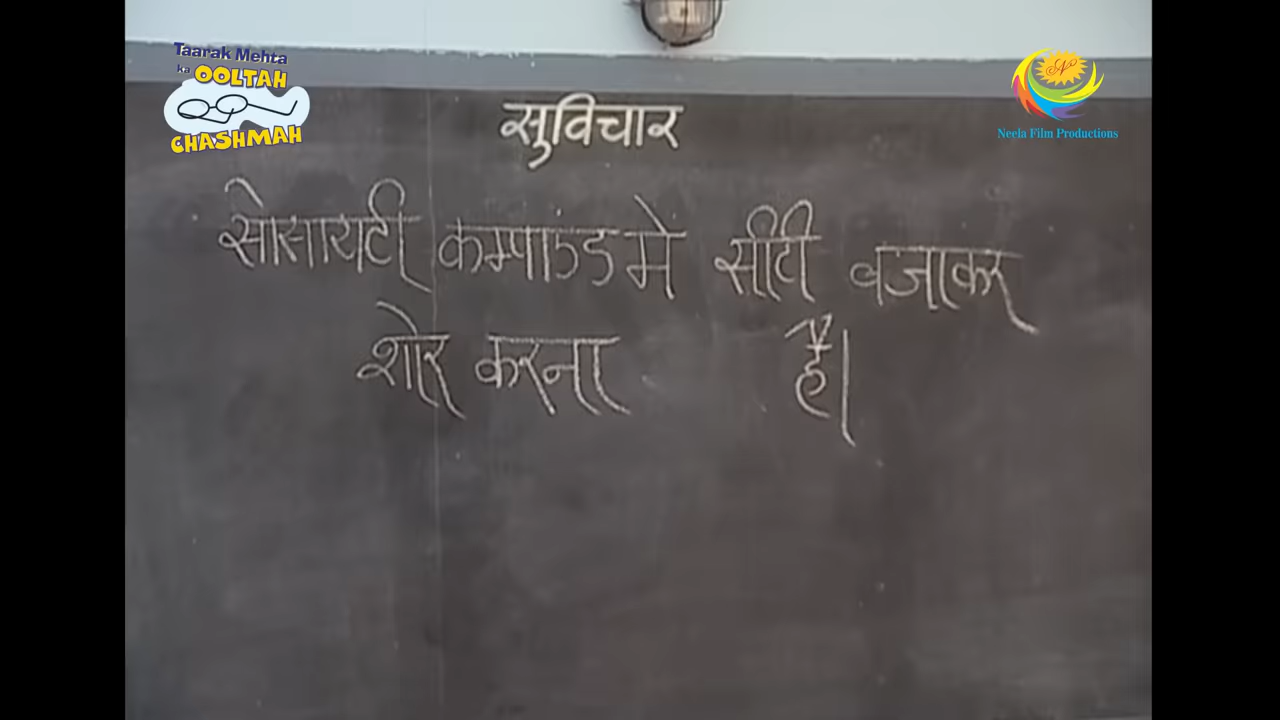 Taarak Mehta
ka OOLTAH
CHASHMAH
Neela Film Productions
सुविचार
सोसायटी कम्पाउंड में सीटी बजाकर
शोर करना है।